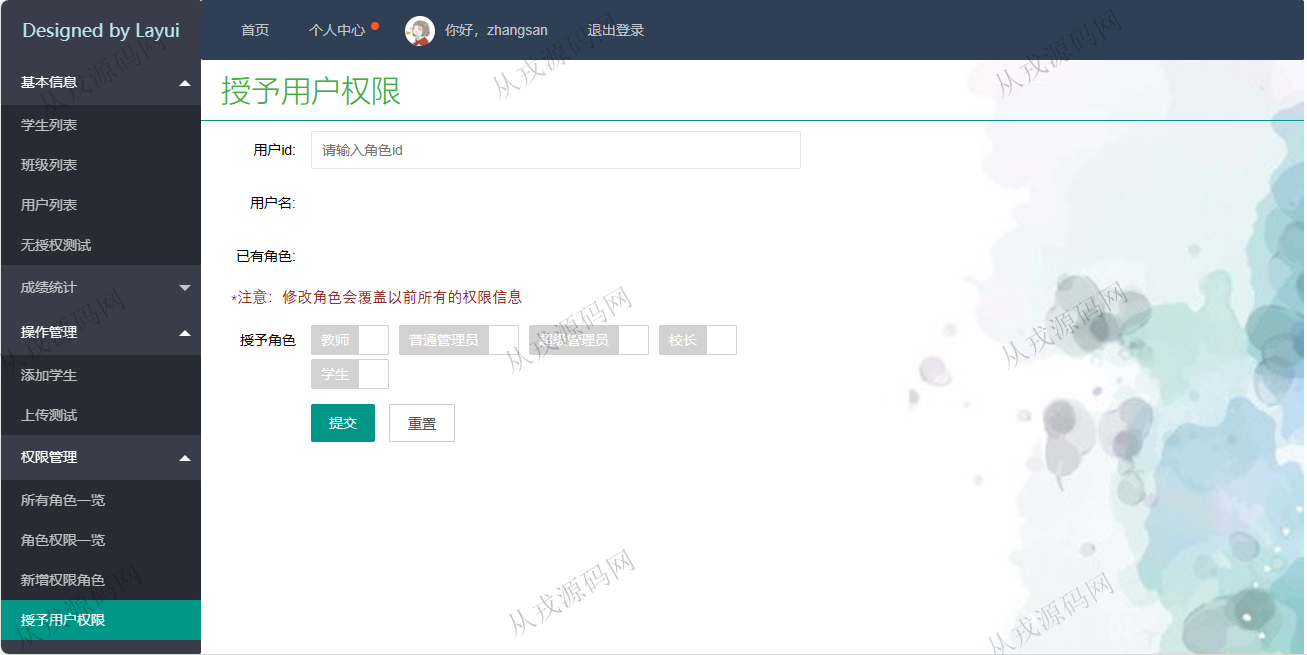 Designed by Layui
首页 个人中心 你好，zhangsan 退出登录
基本信息
学生列表
班级列表
用户列表
无授权测试
成绩统计
操作管理
添加学生
上传测试
权限管理
所有角色一览
角色权限一览
新增权限角色
授予用户权限
授予用户权限
用户id: 请输入角色id
用户名:
已有角色:
*注意：修改角色会覆盖以前所有的权限信息
授予角色 教师 普通管理员 超级管理员 校长
学生
提交 重置
从戎源码网
从戎源码网
从戎源码网
从戎源码网
从戎源码网
从戎源码网
从戎源码网
从戎源码网
从戎源码网